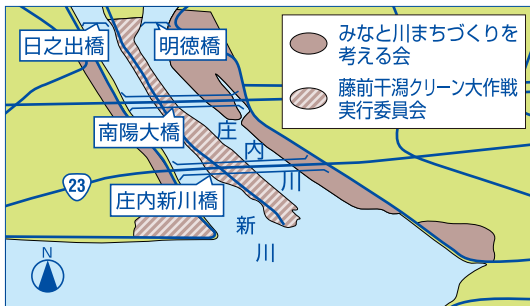 日之出橋
明徳橋
みなと川まちづくりを
考える会
藤前干潟クリーン大作戦
実行委員会
南陽大橋
庄内川
23
庄内新川橋
新川
N